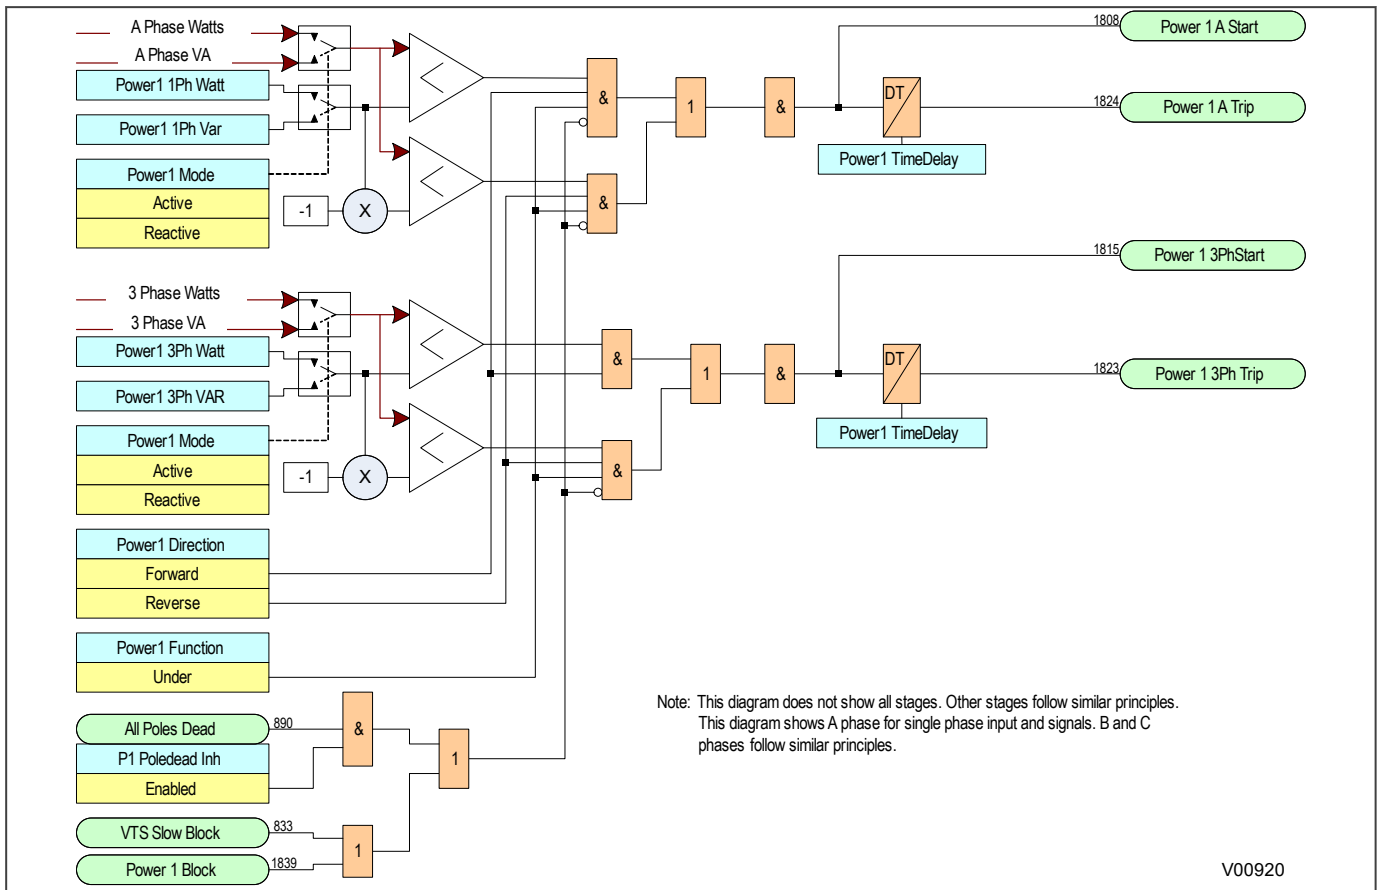 A Phase Watts
A Phase VA
Power1 1Ph Watt
Power1 1Ph Var
Power1 Mode
Active
Reactive
-1
X
&
&
1
&
DT
Power1 TimeDelay
1808
Power 1 A Start
1824
Power 1 A Trip
3 Phase Watts
3 Phase VA
Power1 3Ph Watt
Power1 3Ph VAR
Power1 Mode
Active
Reactive
-1
X
&
&
1
&
DT
Power1 TimeDelay
1815
Power 1 3PhStart
1823
Power 1 3Ph Trip
Power1 Direction
Forward
Reverse
Power1 Function
Under
All Poles Dead
890
P1 Poledead Inh
Enabled
&
1
VTS Slow Block
833
Power 1 Block
1839
1
Note: This diagram does not show all stages. Other stages follow similar principles.
This diagram shows A phase for single phase input and signals. B and C
phases follow similar principles.
V00920